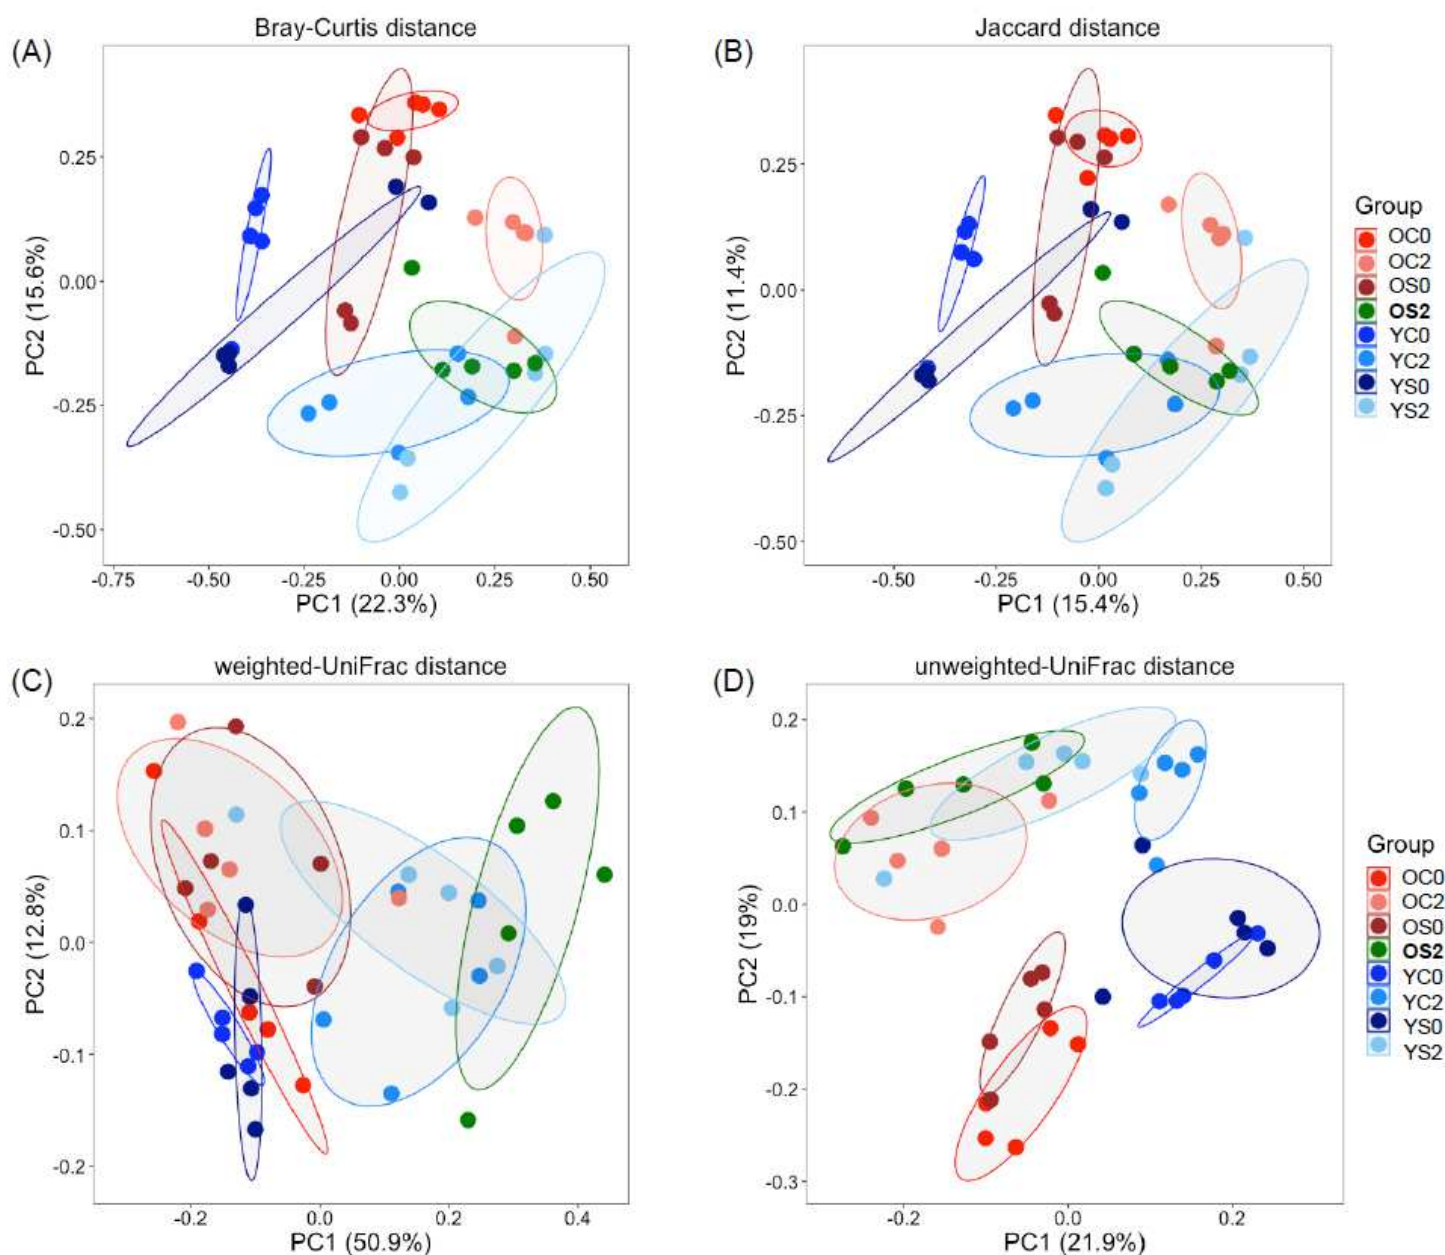 (A)
Bray-Curtis distance
PC2 (15.6%)
0.25
0.00
-0.25
-0.50
-0.75
-0.50
-0.25
0.00
0.25
0.50
PC1 (22.3%)
(B)
Jaccard distance
PC2 (11.4%)
0.25
0.00
-0.25
-0.50
-0.50
-0.25
0.00
0.25
0.50
PC1 (15.4%)
Group
OC0
OC2
OS0
OS2
YC0
YC2
YS0
YS2
(C)
weighted-UniFrac distance
PC2 (12.8%)
0.2
0.1
0.0
-0.1
-0.2
-0.2
0.0
0.2
0.4
PC1 (50.9%)
(D)
unweighted-UniFrac distance
PC2 (19%)
0.2
0.1
0.0
-0.1
-0.2
-0.3
-0.2
0.0
0.2
PC1 (21.9%)
Group
OC0
OC2
OS0
OS2
YC0
YC2
YS0
YS2